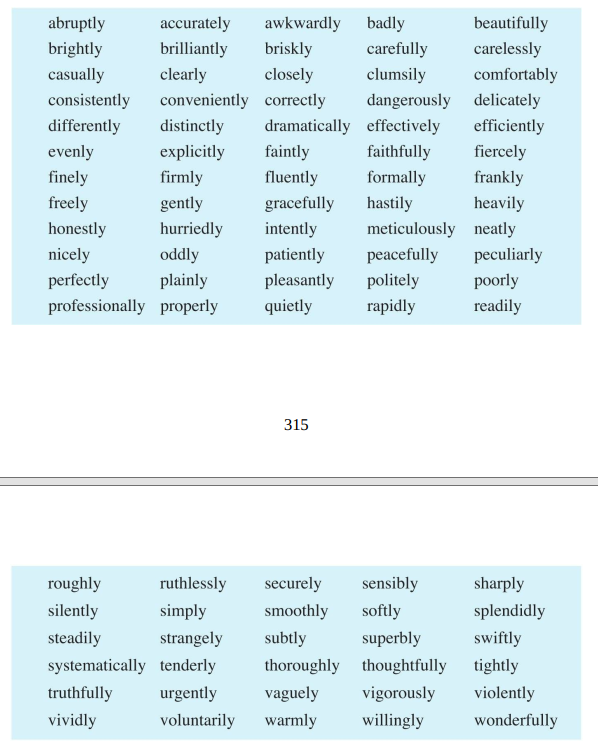 abruptly accurately awkwardly badly beautifully
brightly brilliantly briskly carefully carelessly
casually clearly closely clumsily comfortably
consistently conveniently correctly dangerously delicately
differently distinctly dramatically effectively efficiently
evenly explicitly faintly faithfully fiercely
finely firmly fluently formally frankly
freely gently gracefully hastily heavily
honestly hurriedly intently meticulously neatly
nicely oddly patiently peacefully peculiarly
perfectly plainly pleasantly politely poorly
professionally properly quietly rapidly readily
315
roughly ruthlessly securely sensibly sharply
silently simply smoothly softly splendidly
steadily strangely subtly superbly swiftly
systematically tenderly thoroughly thoughtfully tightly
truthfully urgently vaguely vigorously violently
vividly voluntarily warmly willingly wonderfully